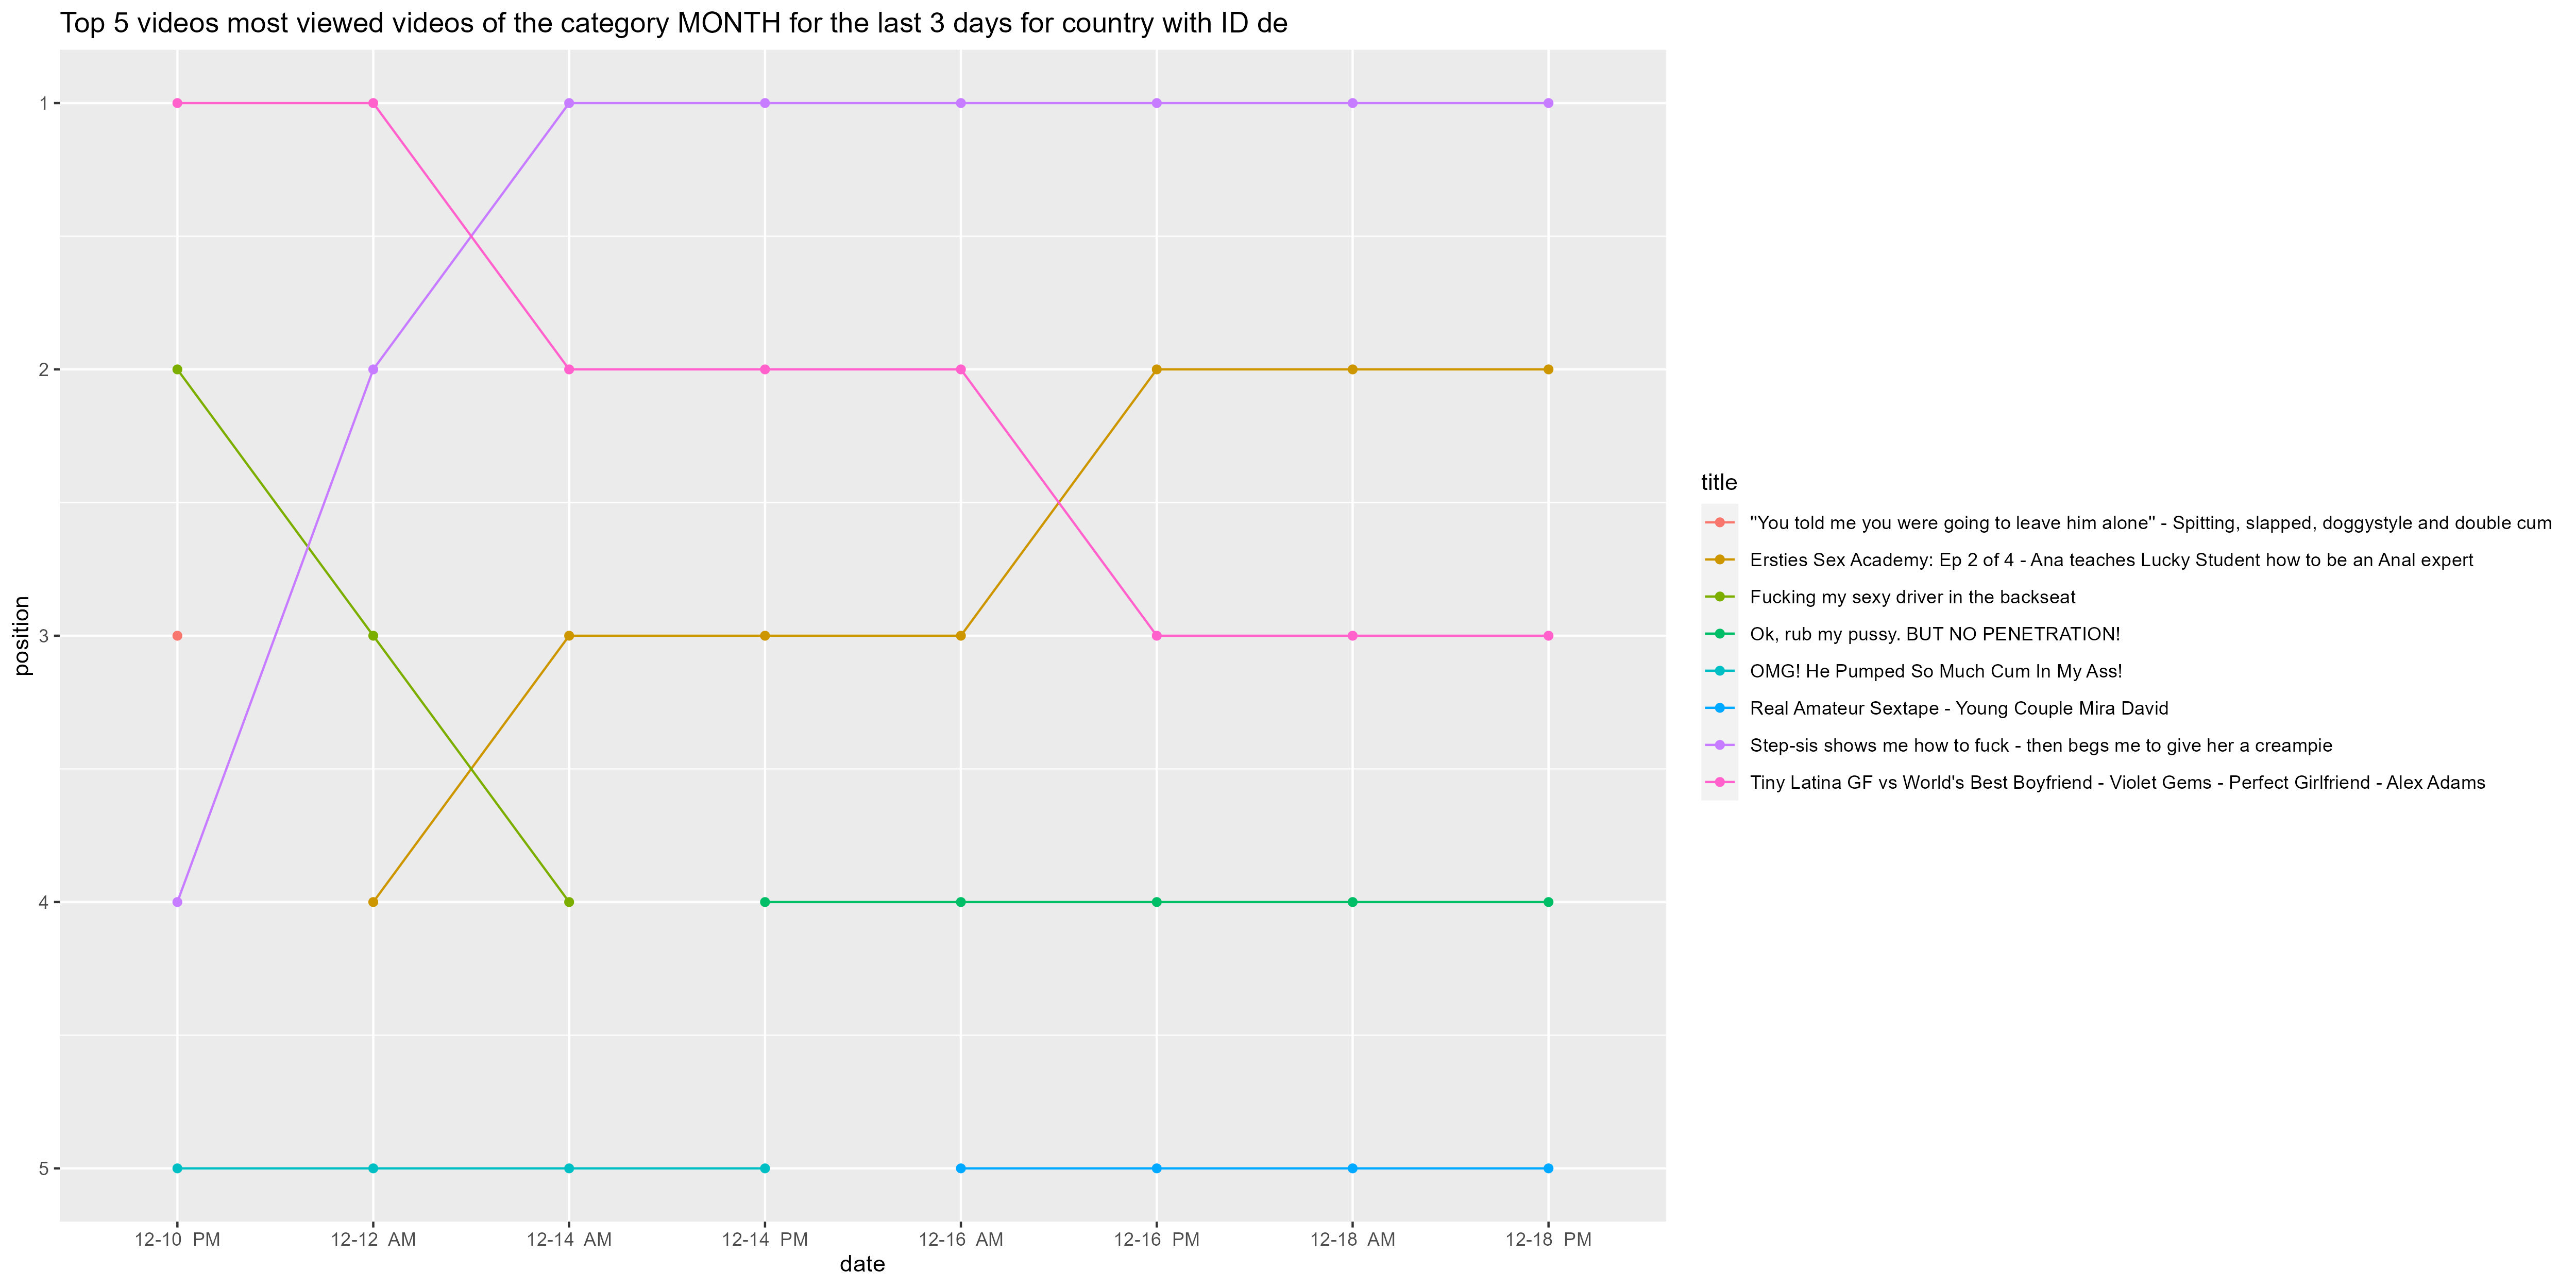 Top 5 videos most viewed videos of the category MONTH for the last 3 days for country with ID de
position
1
2
3
4
5
12-10 PM
12-12 AM
12-14 AM
12-14 PM
12-16 AM
12-16 PM
12-18 AM
12-18 PM
date
title
"You told me you were going to leave him alone" - Spitting, slapped, doggystyle and double cum
Ersties Sex Academy: Ep 2 of 4 - Ana teaches Lucky Student how to be an Anal expert
Fucking my sexy driver in the backseat
Ok, rub my pussy. BUT NO PENETRATION!
OMG! He Pumped So Much Cum In My Ass!
Real Amateur Sextape - Young Couple Mira David
Step-sis shows me how to fuck - then begs me to give her a creampie
Tiny Latina GF vs World's Best Boyfriend - Violet Gems - Perfect Girlfriend - Alex Adams